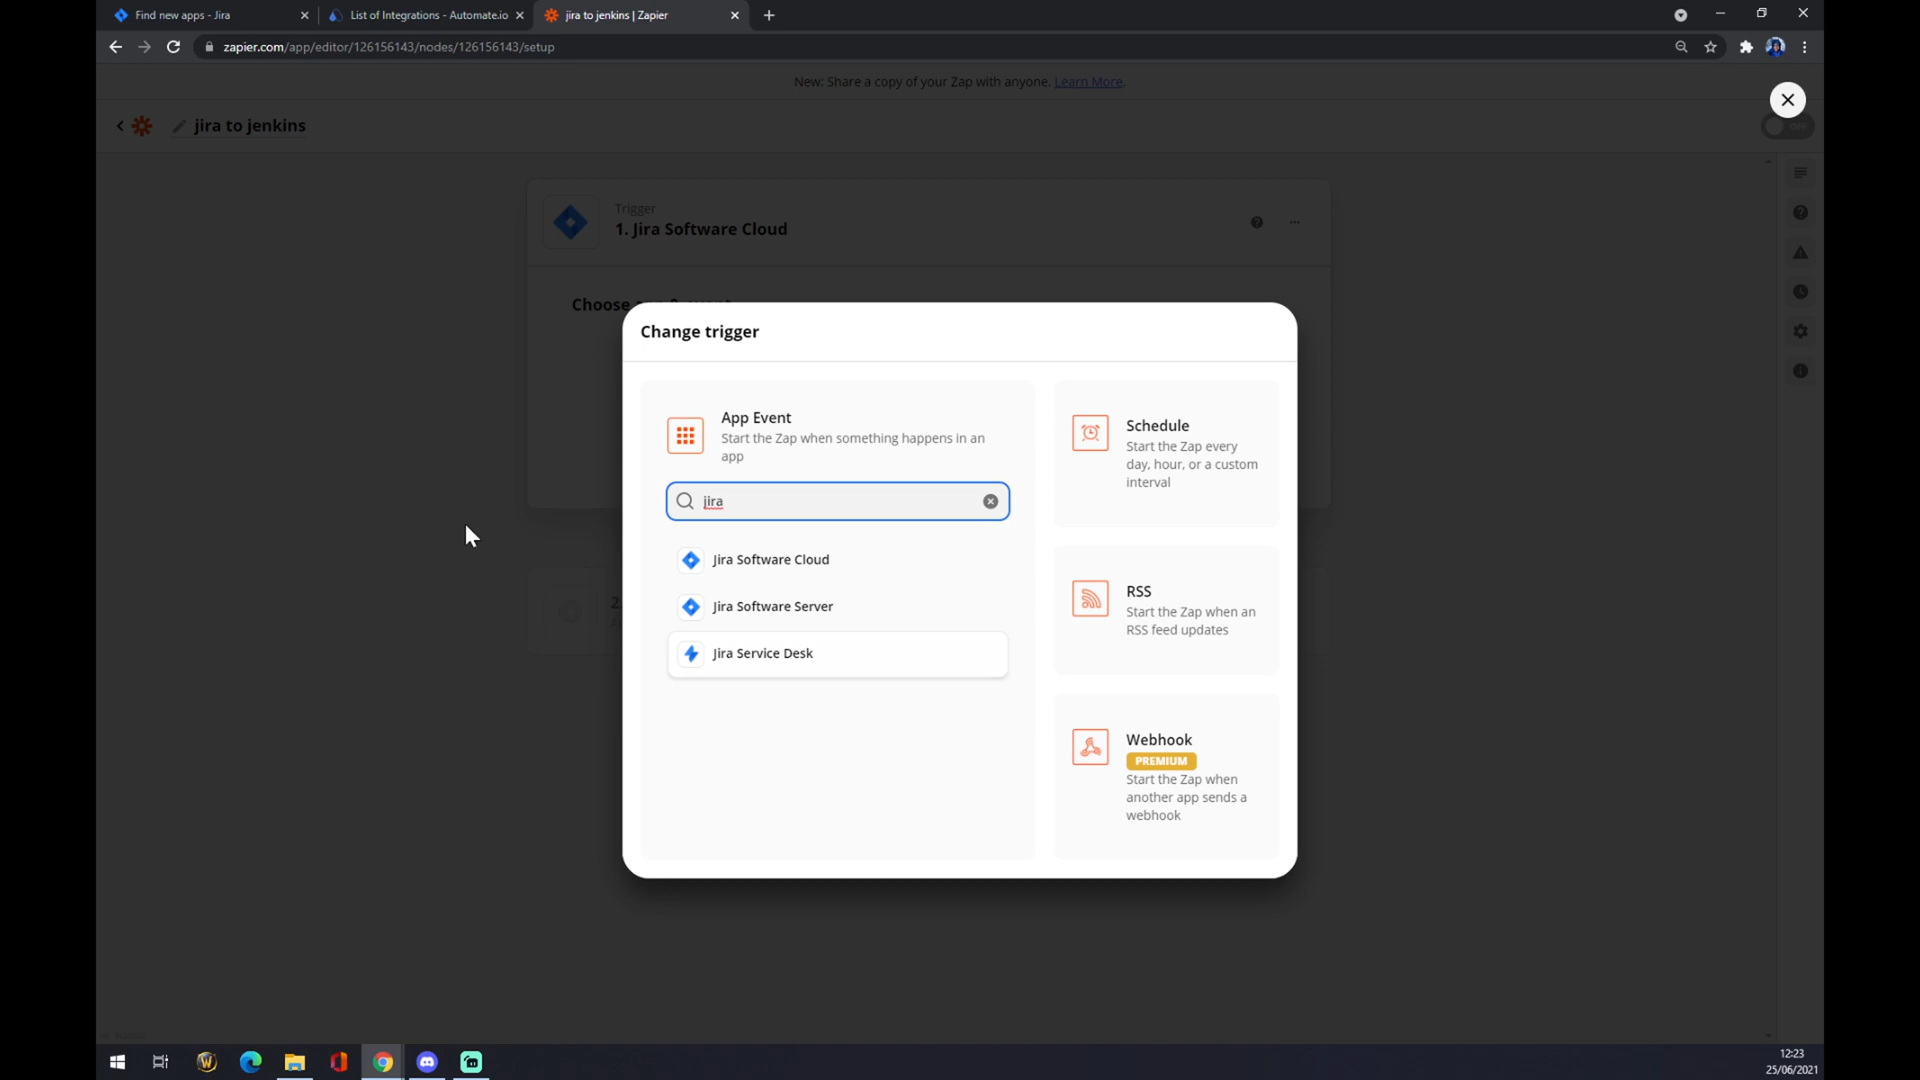 Find new apps - Jira
List of Integrations - Automate.io
jira to jenkins | Zapier
zapier.com/app/editor/126156143/nodes/126156143/setup
New: Share a copy of your Zap with anyone. Learn More.
jira to jenkins
OFF
Trigger
1. Jira Software Cloud
Choose
Change trigger
App Event
Start the Zap when something happens in an
app
jira
Jira Software Cloud
Jira Software Server
Jira Service Desk
Schedule
Start the Zap every
day, hour, or a custom
interval
RSS
Start the Zap when an
RSS feed updates
Webhook
PREMIUM
Start the Zap when
another app sends a
webhook
2.
12:23
25/06/2021